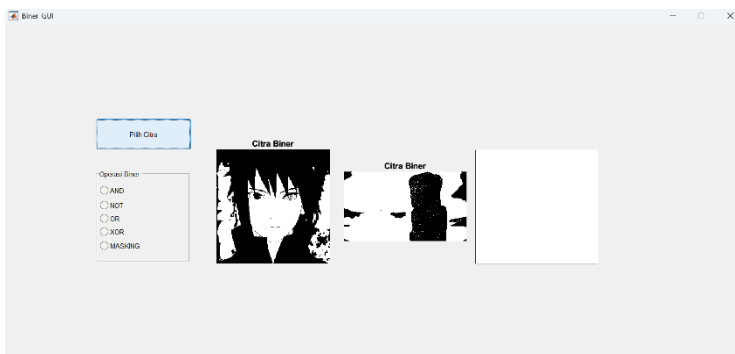 Biner GUI
Pilih Citra
Operasi Biner
AND
NOT
OR
XOR
MASKING
Citra Biner
Citra Biner